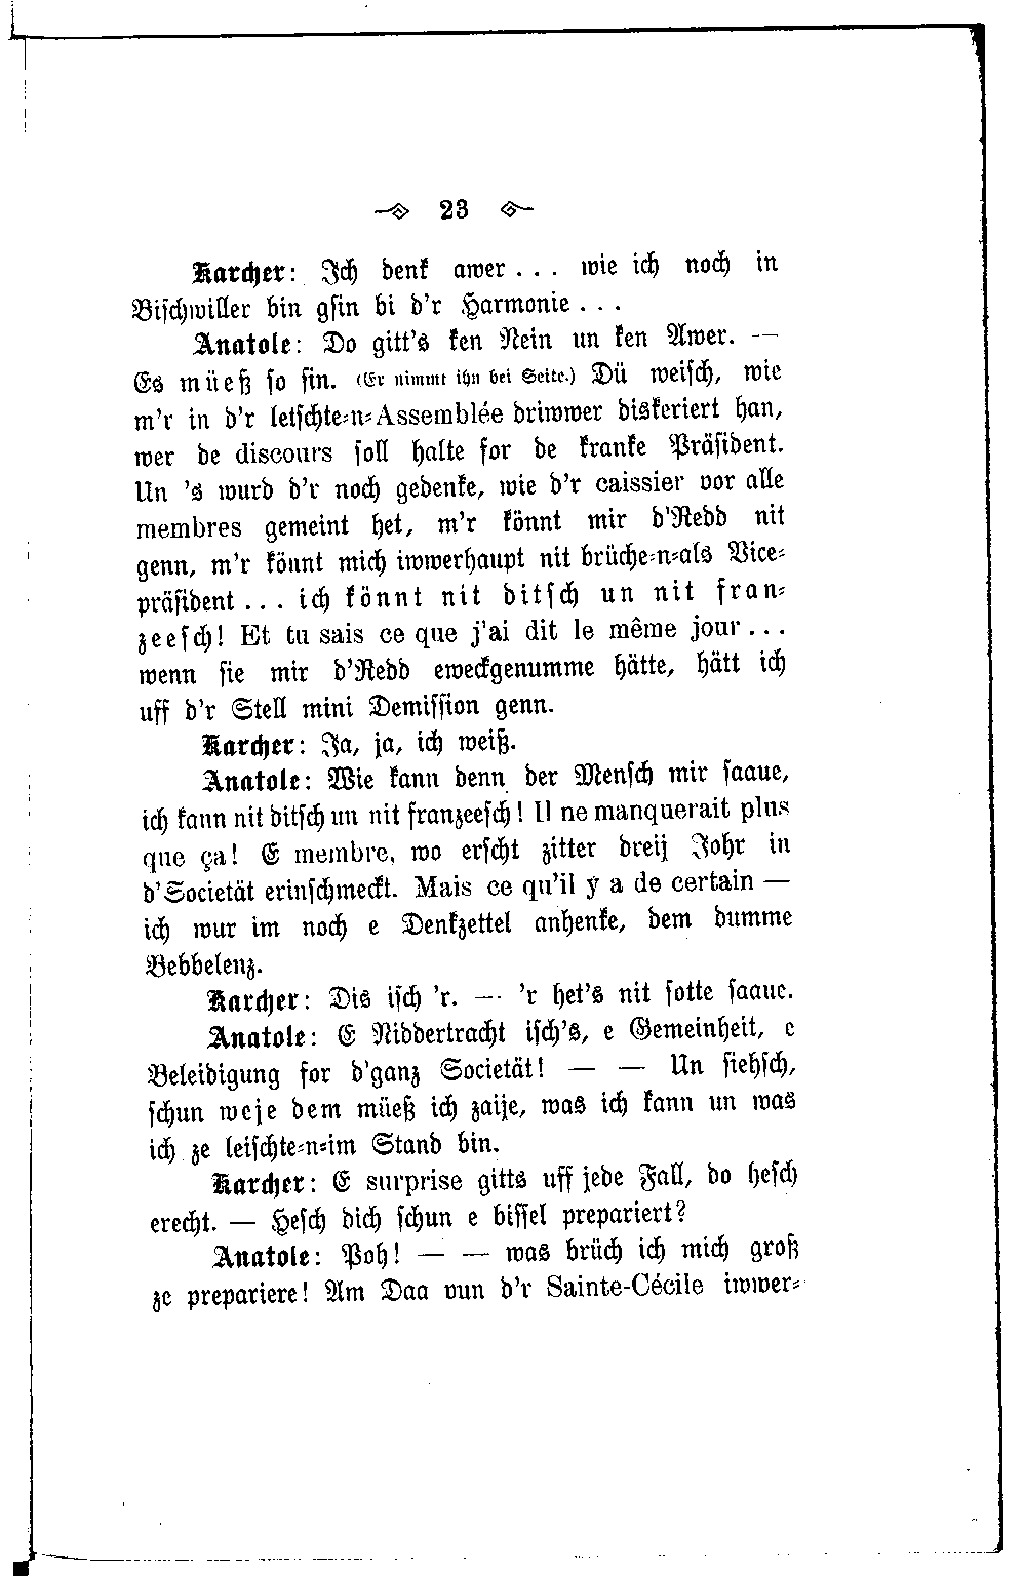 23
Karcher: Ich denk awer... wie ich noch in
Bischwiller bin gsin bi d'r Harmonie...
Anatole: Do gitt's ken Nein un ken Awer. —
Es müeß so sin. (Er nimmt ihn bei Seite.) Dü weisch, wie
m'r in d'r letschte-n-Assemblée driwwer diskeriert han,
wer de discours soll halte for de kranke Präsident.
Un 's wurd d'r noch gedenke, wie d'r caissier vor alle
membres gemeint het, m'r könnt mir d'Redd nit
genn, m'r könnt mich iwwerhaupt nit brüche-n-als Vice-
präsident... ich könnt nit ditsch un nit fran-
zeesch! Et tu sais ce que j'ai dit le même jour...
wenn sie mir d'Redd eweckgenumme hätte, hätt ich
uff d'r Stell mini Demission genn.
Karcher: Ja, ja, ich weiß.
Anatole: Wie kann denn der Mensch mir saaue,
ich kann nit ditsch un nit franzeesch! Il ne manquerait plus
que ça! E membre, wo erscht zitter dreij Johr in
d'Societät erinschmeckt. Mais ce qu'il y a de certain —
ich wur im noch e Denkzettel anhenke, dem dumme
Bebbelenz.
Karcher: Dis isch 'r. — 'r het's nit sotte saaue.
Anatole: E Niddertracht isch's, e Gemeinheit, e
Beleidigung for d'ganz Societät! — — Un siehsch,
schun weje dem müeß ich zaije, was ich kann un was
ich ze leischte-n-im Stand bin.
Karcher: E surprise gitts uff jede Fall, do hesch
erecht. — Hesch dich schun e bissel prepariert?
Anatole: Poh! — — was brüch ich mich groß
ze prepariere! Am Daa vun d'r Sainte-Cécile iwwer-